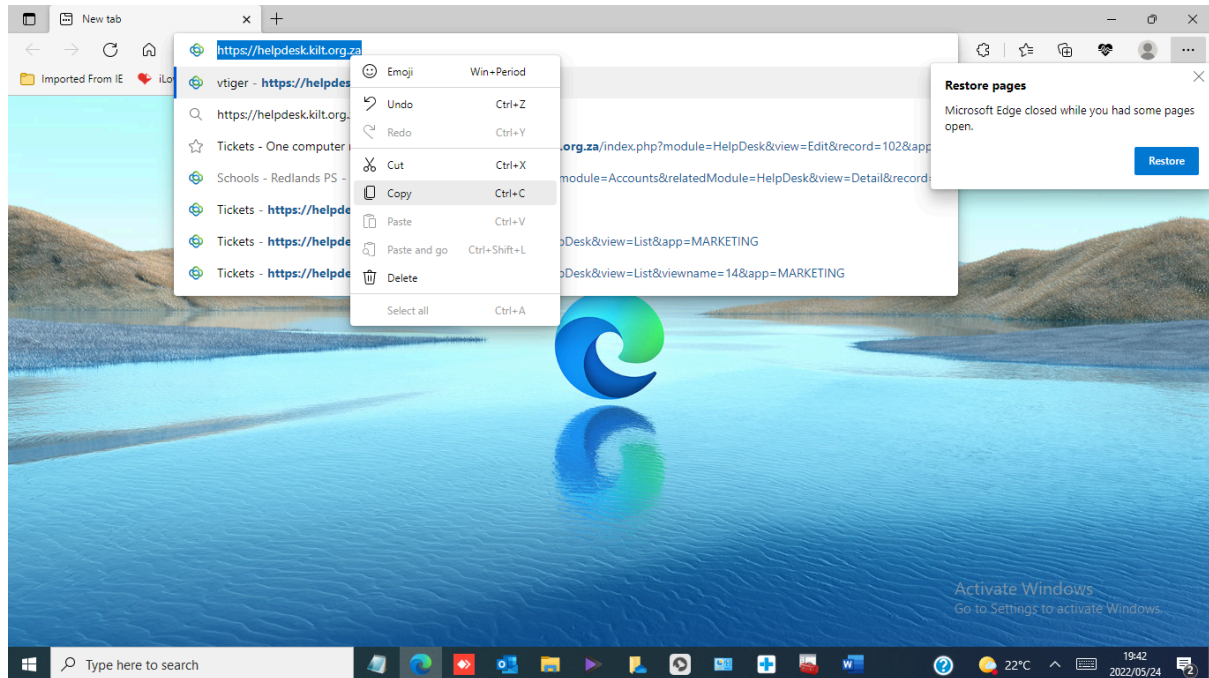 New tab
https://helpdesk.kilt.org.za
Imported From IE
iLo
vtiger - https://helpdes
https://helpdesk.kilt.org.
Tickets - One computer
.org.za/index.php?module=HelpDesk&view=Edit&record=102&app
Schools - Redlands PS -
module=Accounts&relatedModule=HelpDesk&view=Detail&record
Tickets - https://helpde
Tickets - https://helpde
Desk&view=List&app=MARKETING
Tickets - https://helpde
Desk&view=List&viewname=14&app=MARKETING
Emoji Win+Period
Undo Ctrl+Z
Redo Ctrl+Y
Cut Ctrl+X
Copy Ctrl+C
Paste Ctrl+V
Paste and go Ctrl+Shift+L
Delete
Select all Ctrl+A
Restore pages
Microsoft Edge closed while you had some pages
open.
Restore
Activate Windows
Go to Settings to activate Windows.
Type here to search
22°C
19:42
2022/05/24
2